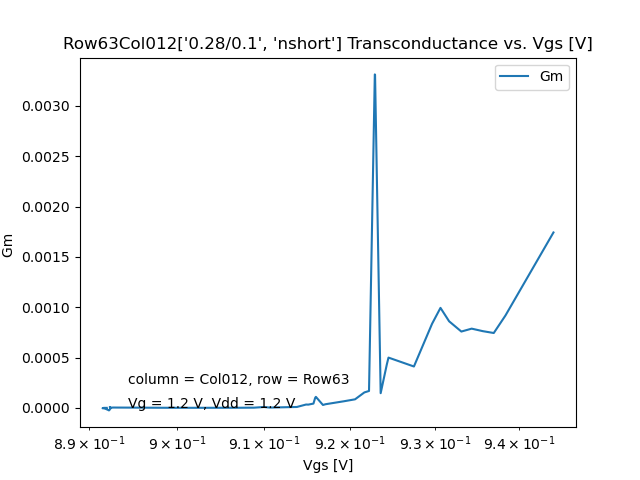 Row63Col012['0.28/0.1', 'nshort'] Transconductance vs. Vgs [V]
Gm
0.0030
0.0025
0.0020
0.0015
0.0010
0.0005
0.0000
Gm
column = Col012, row = Row63
Vg = 1.2 V, Vdd = 1.2 V
8.9 × 10⁻¹ 9 × 10⁻¹ 9.1 × 10⁻¹ 9.2 × 10⁻¹ 9.3 × 10⁻¹ 9.4 × 10⁻¹
Vgs [V]